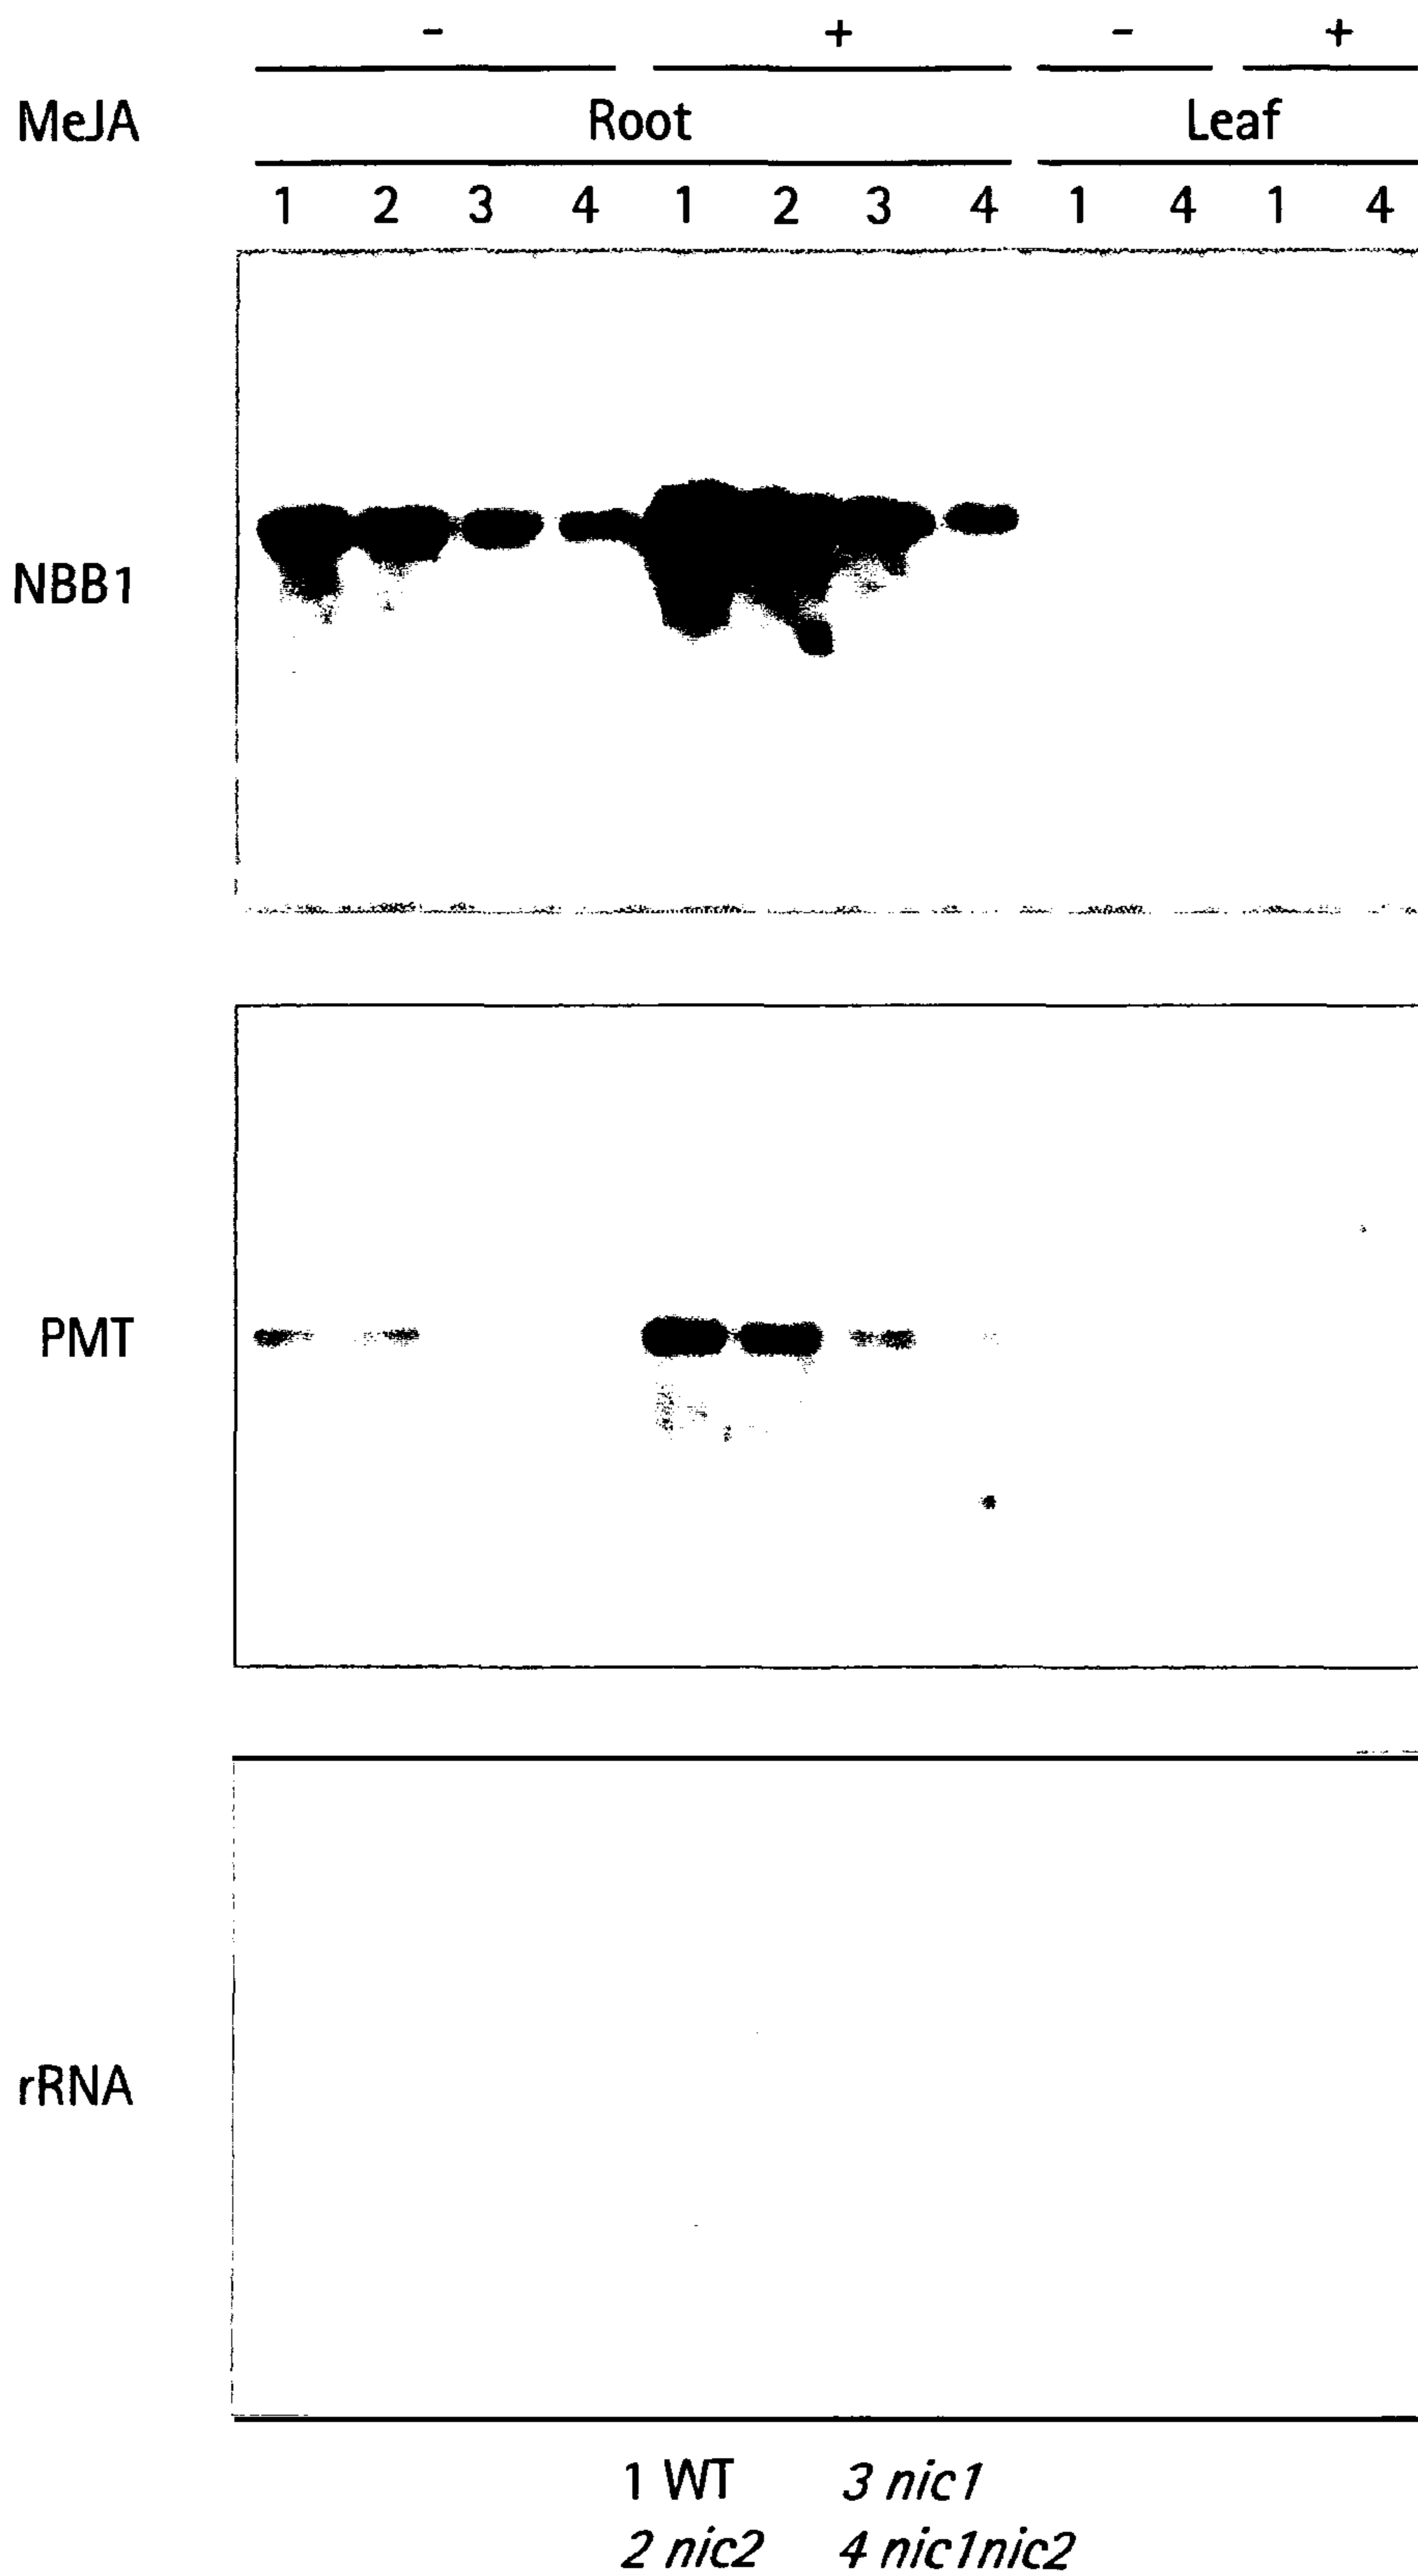 - + - +
MeJA Root Leaf
1 2 3 4 1 2 3 4 1 4 1 4
NBB1
PMT
rRNA
1 WT 3 nic1
2 nic2 4 nic1nic2